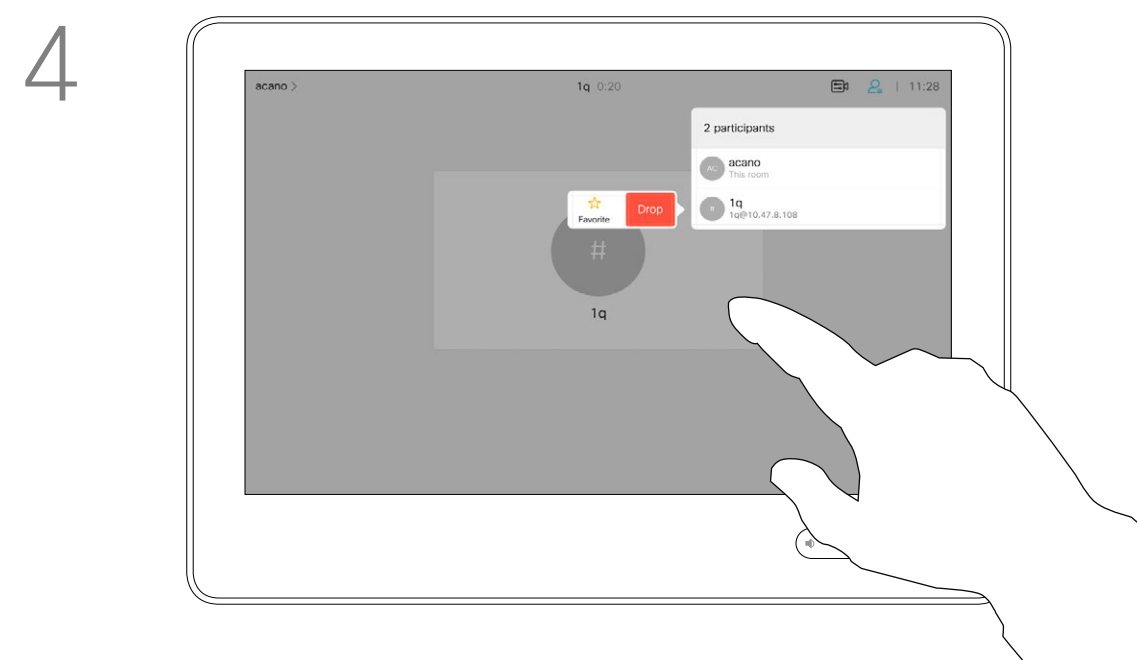 4
acano >
1q 0:20
11:28
2 participants
AC
acano
This room
Favorite
Drop
1q
1q@10.47.8.108
#
1q